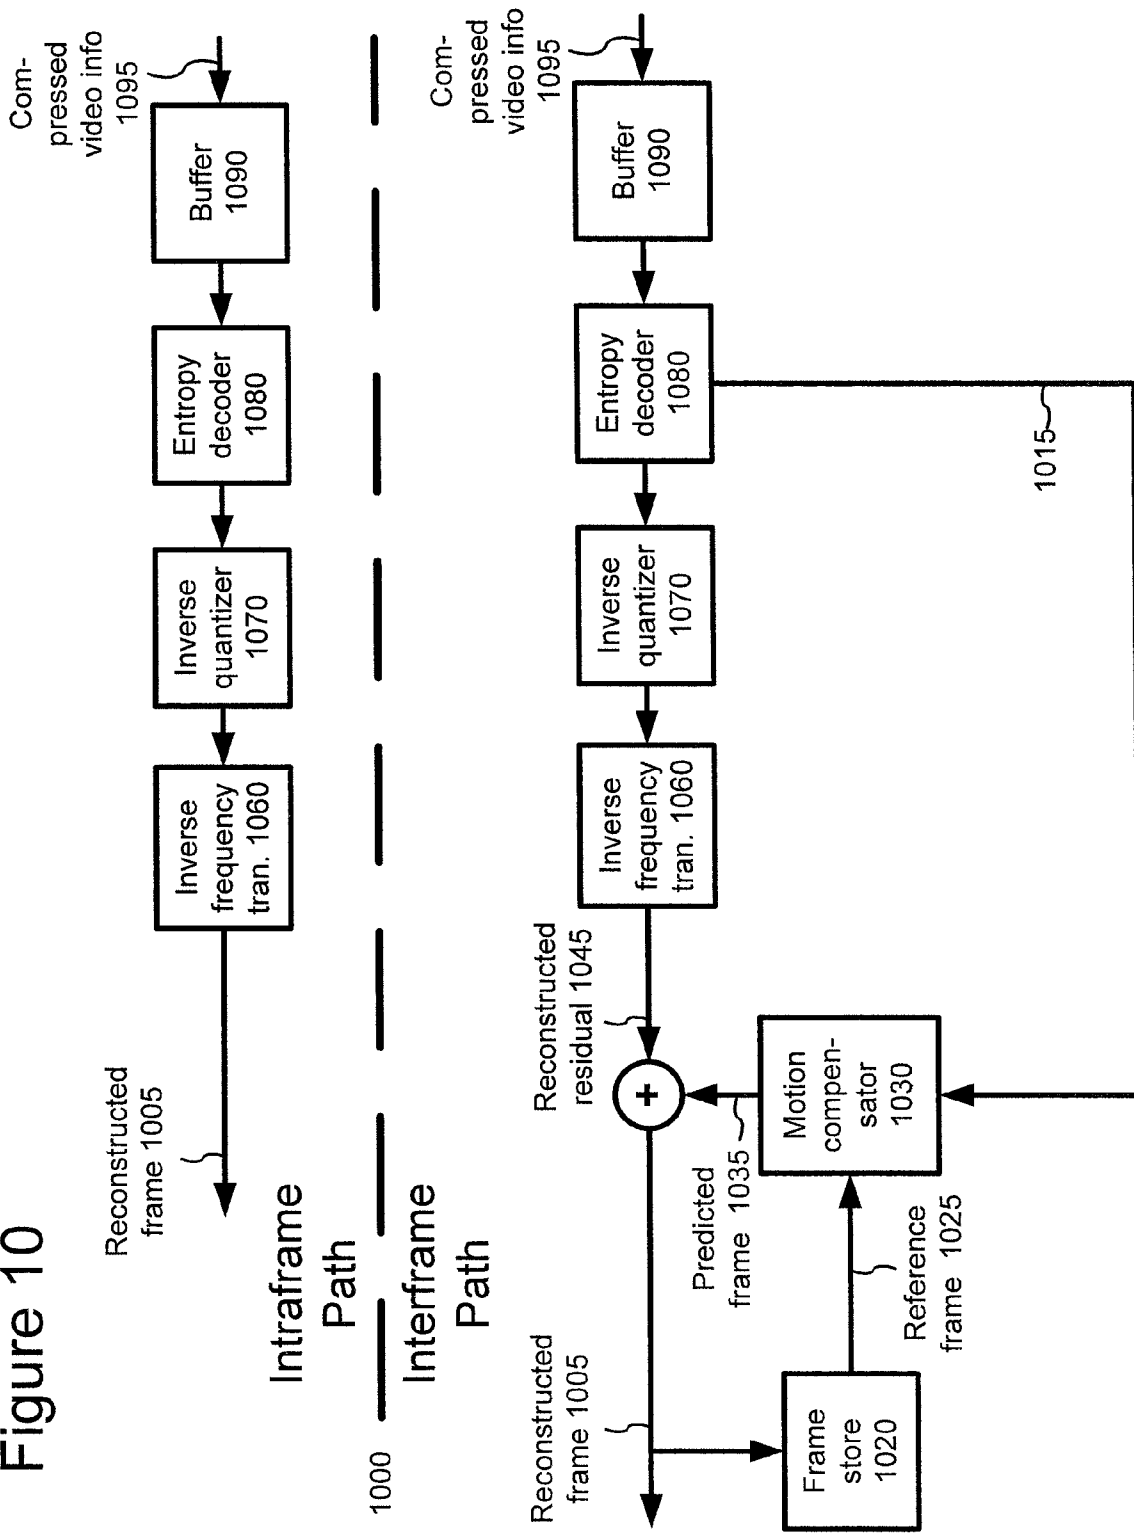 Figure 10
Reconstructed
frame 1005
Inverse
frequency
tran. 1060
Inverse
quantizer
1070
Entropy
decoder
1080
Buffer
1090
Com-
pressed
video info
1095
Intraframe
Path
1000
Interframe
Path
Reconstructed
frame 1005
Reconstructed
residual 1045
Inverse
frequency
tran. 1060
Inverse
quantizer
1070
Entropy
decoder
1080
Buffer
1090
Com-
pressed
video info
1095
+
Predicted
frame 1035
Motion
compen-
sator
1030
Frame
store
1020
Reference
frame 1025
1015